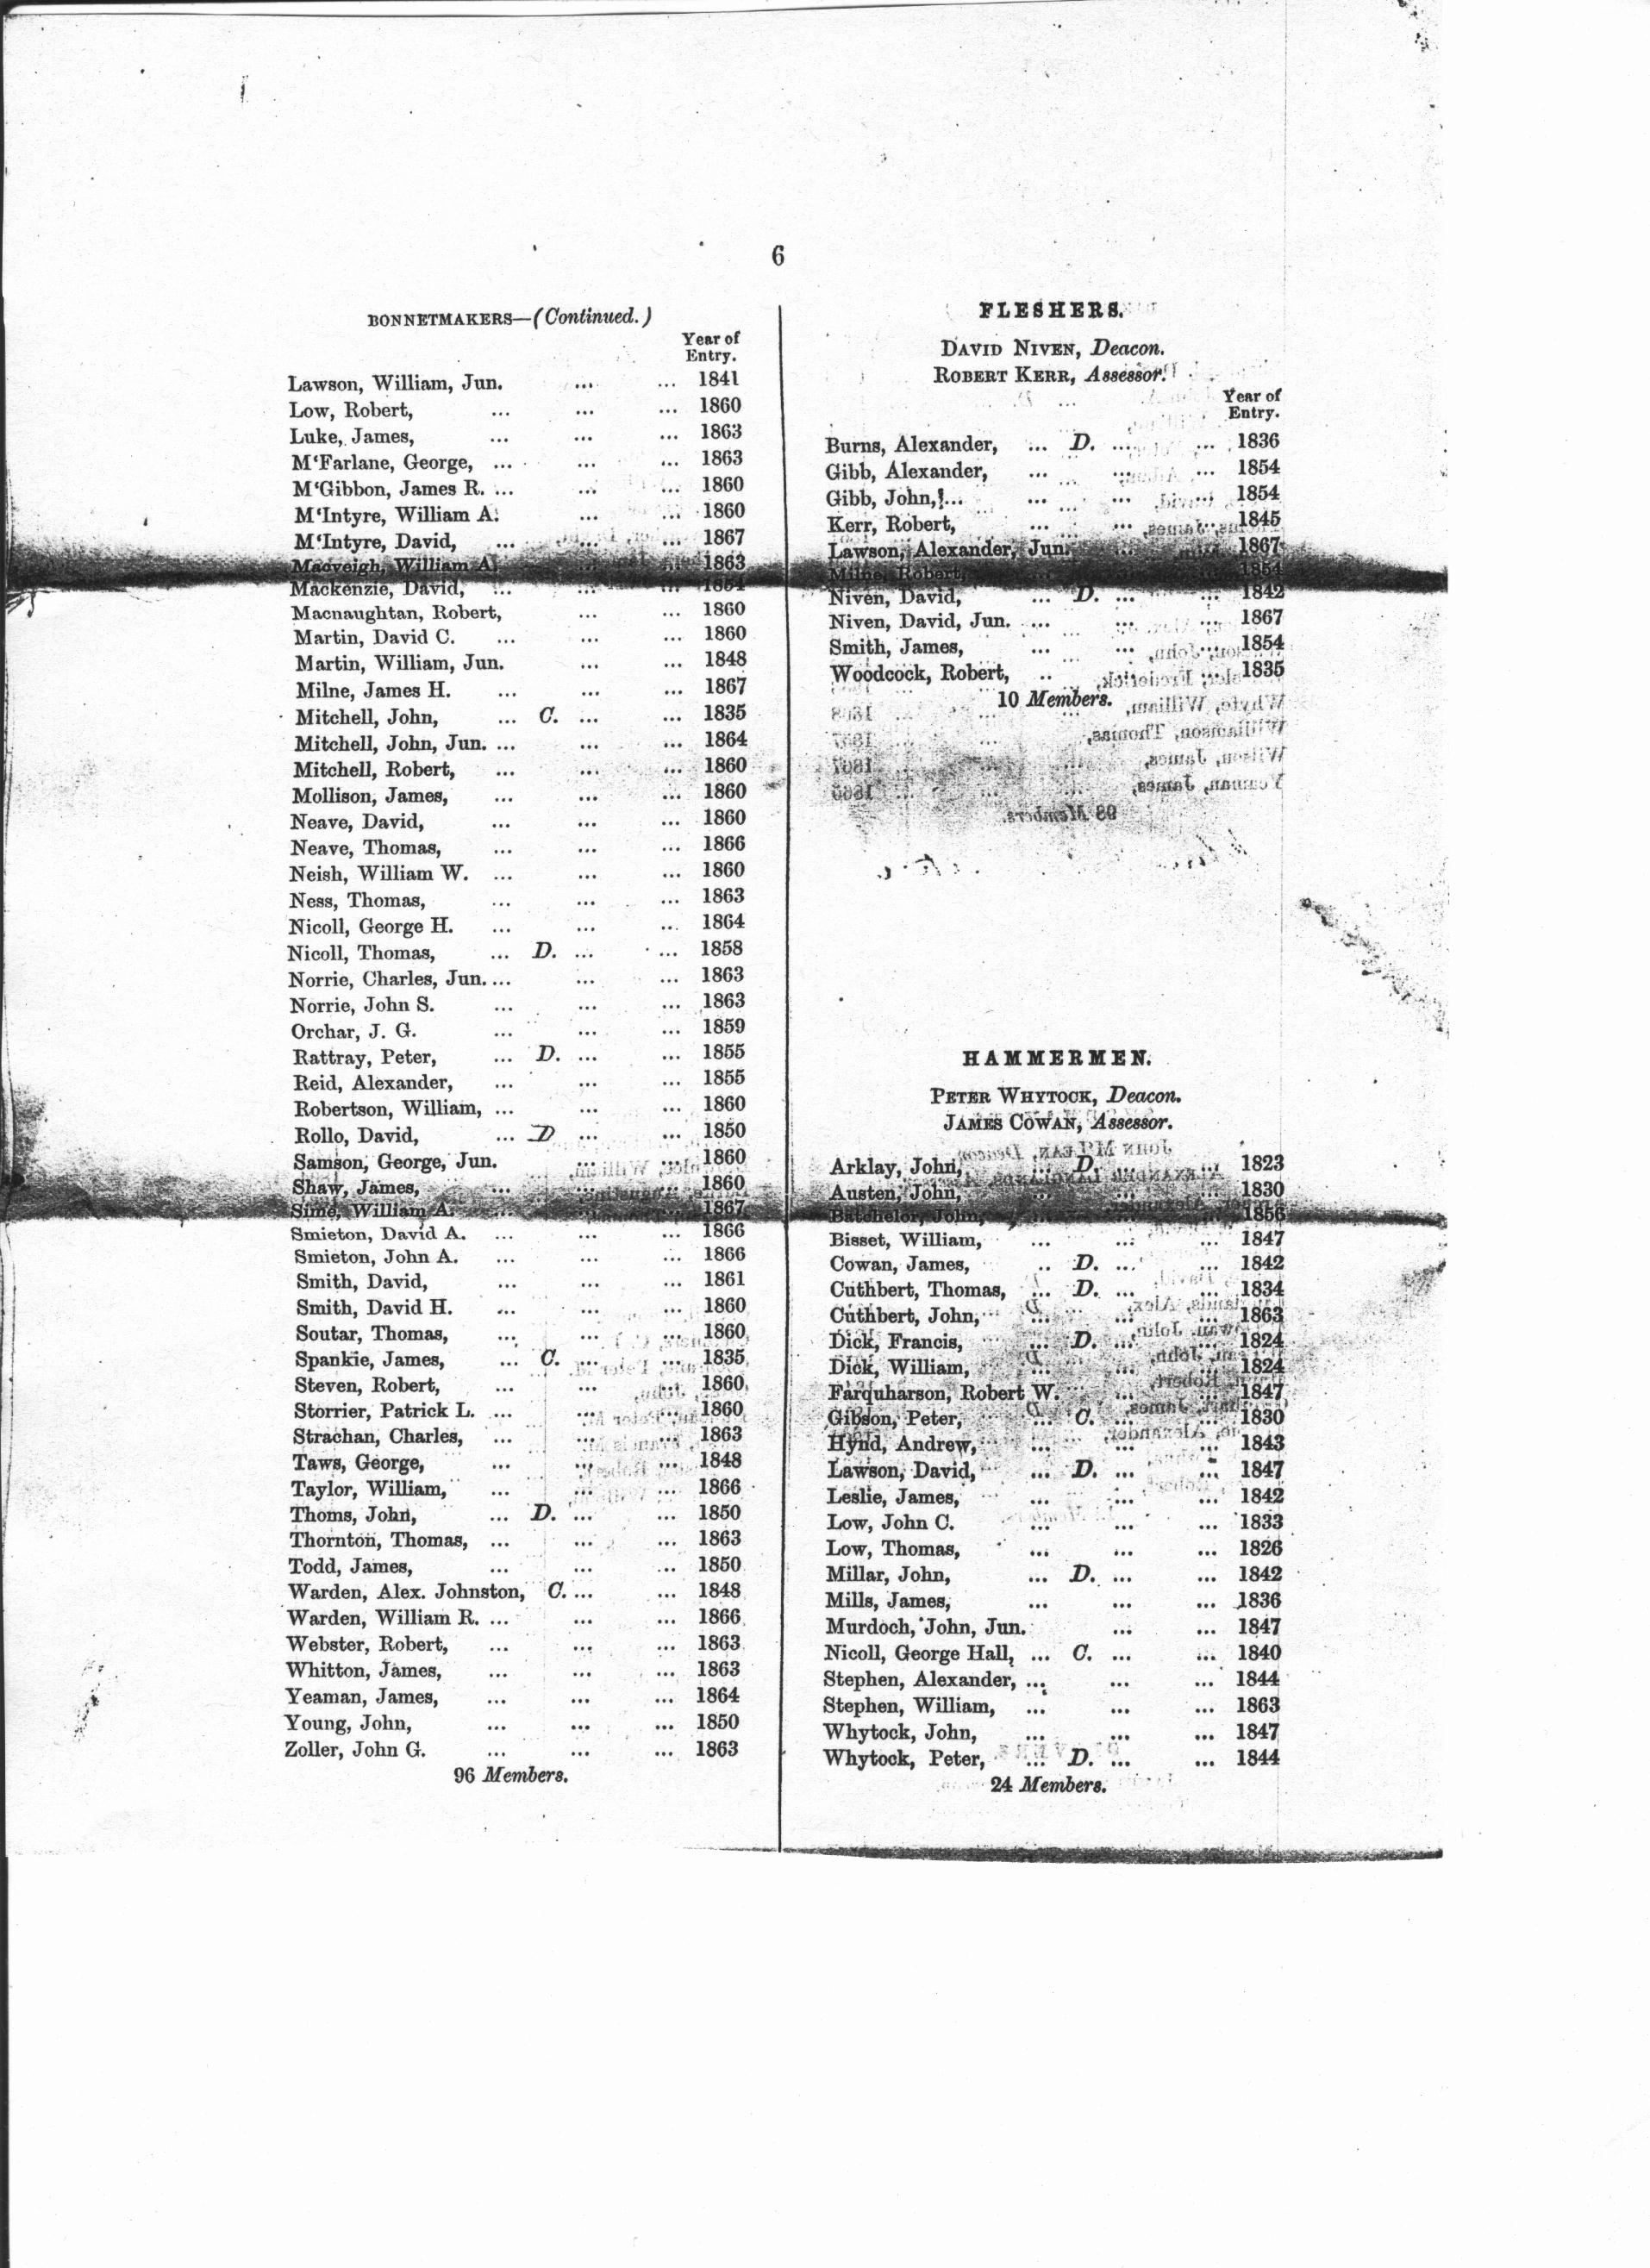 6
BONNETMAKERS—(Continued.)
Year of
Entry.
Lawson, William, Jun. ... ... 1841
Low, Robert, ... ... ... 1860
Luke, James, ... ... ... 1863
M‘Farlane, George, ... ... ... 1863
M‘Gibbon, James R. ... ... ... 1860
M‘Intyre, William A. ... ... 1860
M‘Intyre, David, ... ... ... 1867
Macveigh, William A. ... ... 1863
Mackenzie, David, ... ... ... 1854
Macnaughtan, Robert, ... ... 1860
Martin, David C. ... ... ... 1860
Martin, William, Jun. ... ... 1848
Milne, James H. ... ... ... 1867
Mitchell, John, ... C. ... ... 1835
Mitchell, John, Jun. ... ... ... 1864
Mitchell, Robert, ... ... ... 1860
Mollison, James, ... ... ... 1860
Neave, David, ... ... ... 1860
Neave, Thomas, ... ... ... 1866
Neish, William W. ... ... ... 1860
Ness, Thomas, ... ... ... 1863
Nicoll, George H. ... ... ... 1864
Nicoll, Thomas, ... D. ... ... 1858
Norrie, Charles, Jun. ... ... ... 1863
Norrie, John S. ... ... ... 1863
Orchar, J. G. ... ... ... 1859
Rattray, Peter, ... D. ... ... 1855
Reid, Alexander, ... ... ... 1855
Robertson, William, ... ... ... 1860
Rollo, David, ... D ... ... 1850
Samson, George, Jun. ... ... 1860
Shaw, James, ... ... ... 1860
Sime, William A. ... ... ... 1867
Smieton, David A. ... ... ... 1866
Smieton, John A. ... ... ... 1866
Smith, David, ... ... ... 1861
Smith, David H. ... ... ... 1860
Soutar, Thomas, ... ... ... 1860
Spankie, James, ... C. ... ... 1835
Steven, Robert, ... ... ... 1860
Storrier, Patrick L. ... ... ... 1860
Strachan, Charles, ... ... ... 1863
Taws, George, ... ... ... 1848
Taylor, William, ... ... ... 1866
Thoms, John, ... D. ... ... 1850
Thornton, Thomas, ... ... ... 1863
Todd, James, ... ... ... 1850
Warden, Alex. Johnston, C. ... ... 1848
Warden, William R. ... ... ... 1866
Webster, Robert, ... ... ... 1863
Whitton, James, ... ... ... 1863
Yeaman, James, ... ... ... 1864
Young, John, ... ... ... 1850
Zoller, John G. ... ... ... 1863
96 Members.
FLESHERS.
DAVID NIVEN, Deacon.
ROBERT KERR, Assessor.
Year of
Entry.
Burns, Alexander, ... D. ... ... 1836
Gibb, Alexander, ... ... ... 1854
Gibb, John, ... ... ... ... 1854
Kerr, Robert, ... ... ... 1845
Lawson, Alexander, Jun. ... ... 1867
Milne, Robert, ... ... ... 1854
Niven, David, ... D. ... ... 1842
Niven, David, Jun. ... ... ... 1867
Smith, James, ... ... ... 1854
Woodcock, Robert, .. ... ... 1835
10 Members.
HAMMERMEN.
PETER WHYTOCK, Deacon.
JAMES COWAN, Assessor.
Arklay, John, ... D. ... ... 1823
Austen, John, ... ... ... 1830
Batchelor, John, ... ... ... 1856
Bisset, William, ... ... ... 1847
Cowan, James, .. D. ... ... 1842
Cuthbert, Thomas, ... D. ... ... 1834
Cuthbert, John, ... ... ... 1863
Dick, Francis, ... D. ... ... 1824
Dick, William, ... ... ... 1824
Farquharson, Robert W. ... ... 1847
Gibson, Peter, ... C. ... ... 1830
Hynd, Andrew, ... ... ... 1843
Lawson, David, ... D. ... ... 1847
Leslie, James, ... ... ... 1842
Low, John C. ... ... ... 1833
Low, Thomas, ... ... ... 1826
Millar, John, ... D. ... ... 1842
Mills, James, ... ... ... 1836
Murdoch, John, Jun. ... ... 1847
Nicoll, George Hall, ... C. ... ... 1840
Stephen, Alexander, ... ... ... 1844
Stephen, William, ... ... ... 1863
Whytock, John, ... ... ... 1847
Whytock, Peter, ... D. ... ... 1844
24 Members.